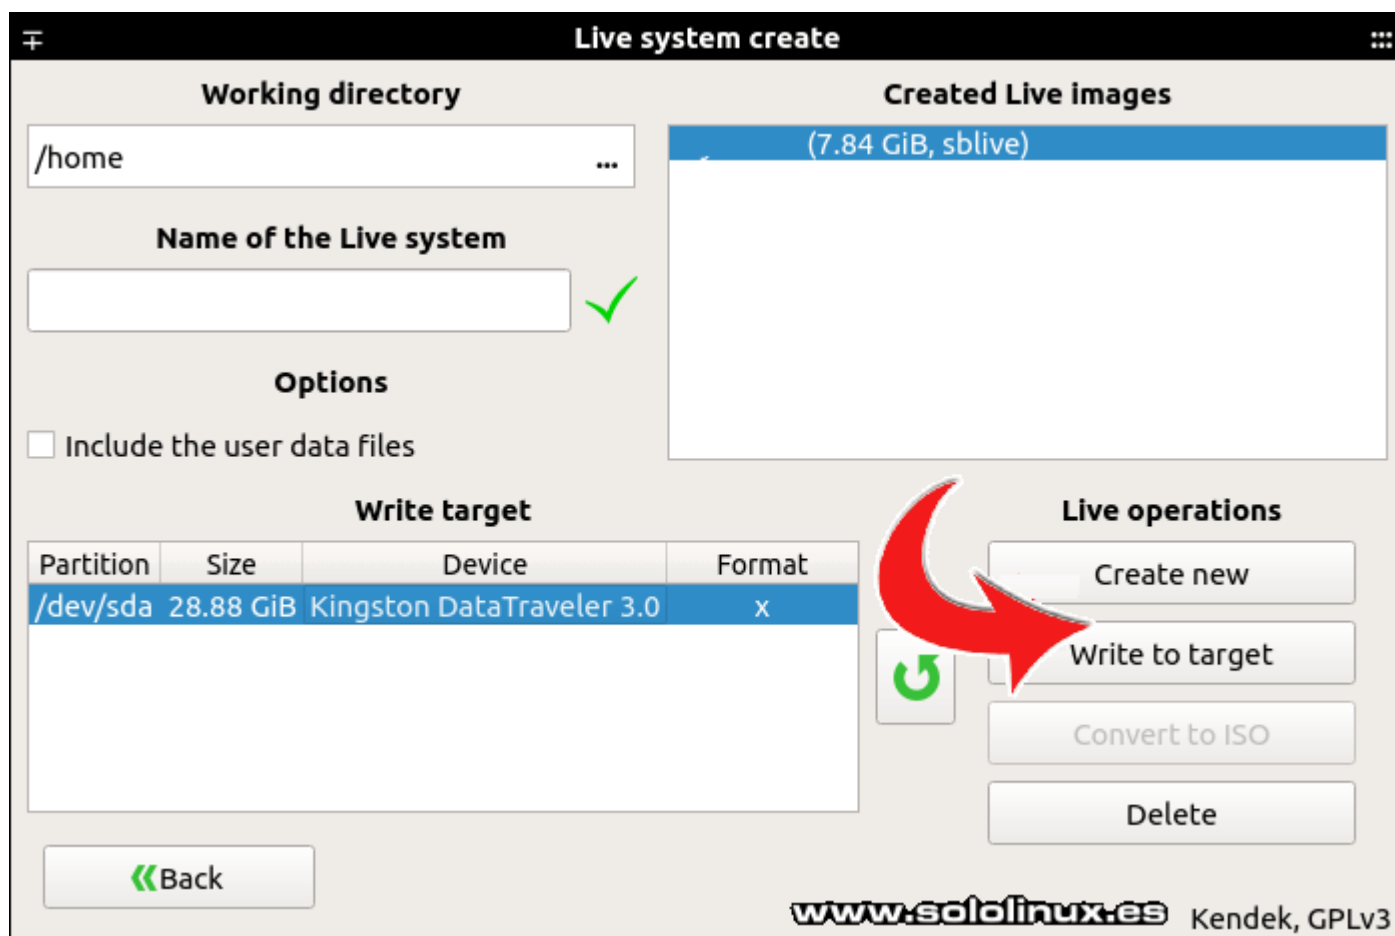 Live system create
Working directory
/home ...
Name of the Live system
Options
Include the user data files
Created Live images
(7.84 GiB, sblive)
Write target
Partition Size Device Format
/dev/sda 28.88 GiB Kingston DataTraveler 3.0 x
Live operations
Create new
Write to target
Convert to ISO
Delete
Back
www.sololinux.es
Kendek, GPLv3